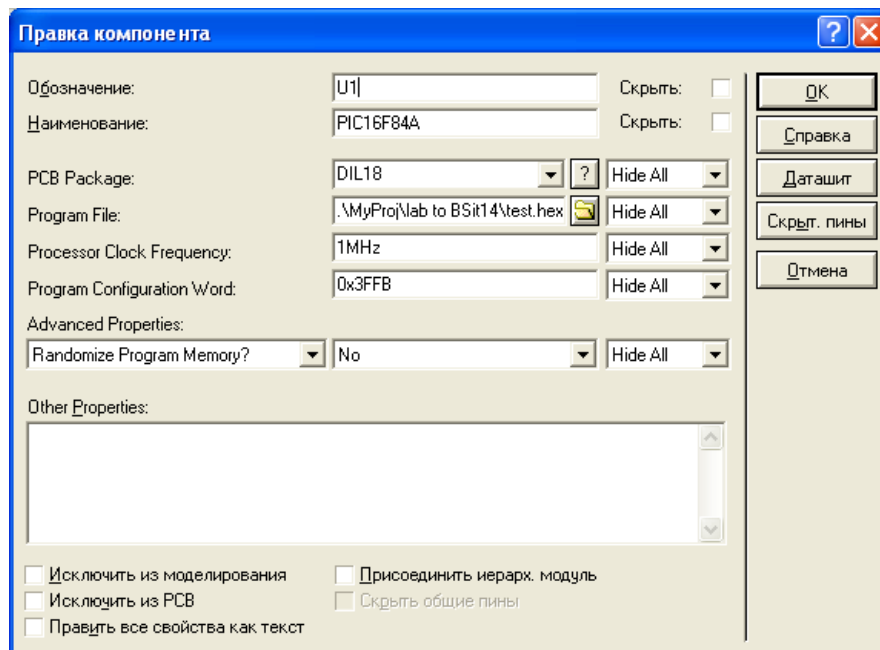 Правка компонента
Обозначение: U1 Скрыть: OK
Наименование: PIC16F84A Скрыть:
Справка
PCB Package: DIL18 ? Hide All Даташит
Program File: .\MyProj\lab to BSit14\test.hex Hide All Скрыт. пины
Processor Clock Frequency: 1MHz Hide All
Отмена
Program Configuration Word: 0x3FFB Hide All
Advanced Properties:
Randomize Program Memory? No Hide All
Other Properties:
Исключить из моделирования Присоединить иерарх. модуль
Исключить из PCB Скрыть общие пины
Править все свойства как текст